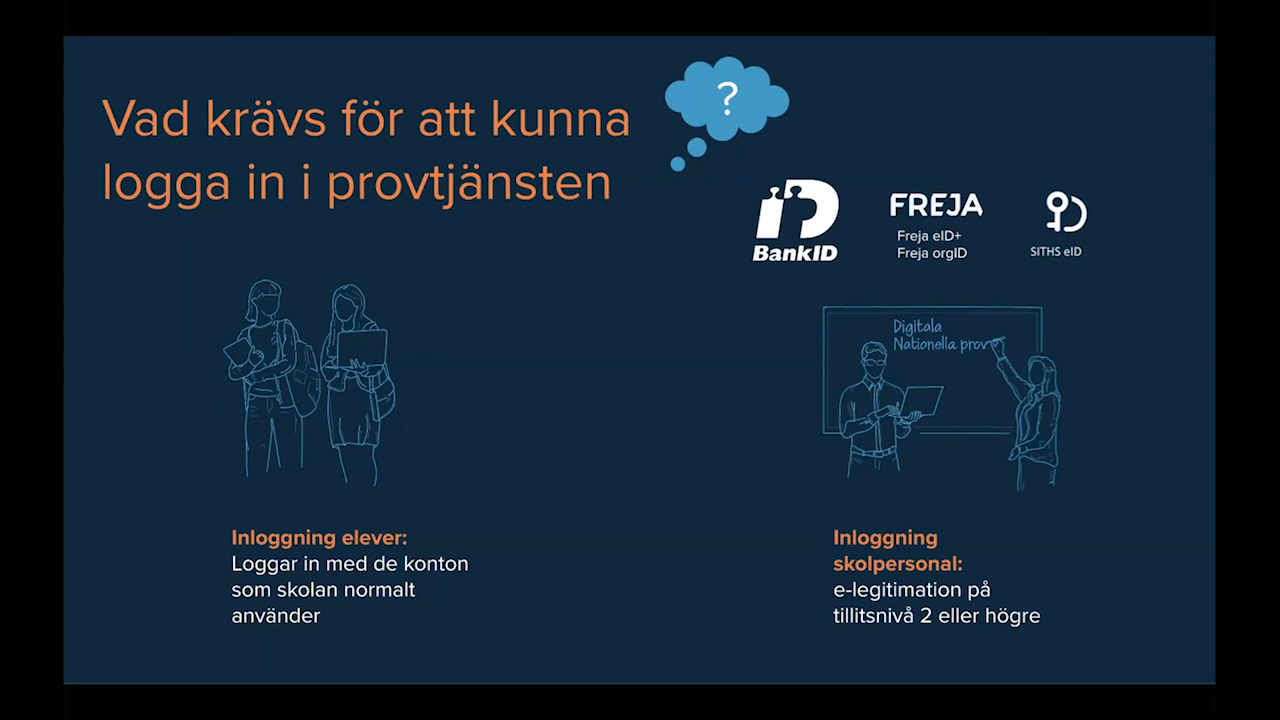 Vad krävs för att kunna
logga in i provtjänsten
?
BankID
FREJA
Freja eID+
Freja orgID
SITHS eID
Digitala
Nationella prov
Inloggning elever:
Loggar in med de konton
som skolan normalt
använder
Inloggning
skolpersonal:
e-legitimation på
tillitsnivå 2 eller högre